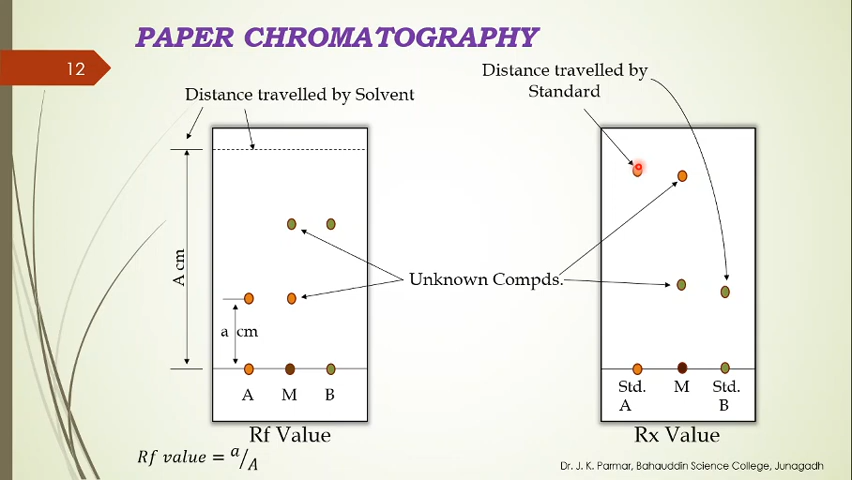 PAPER CHROMATOGRAPHY
12
Distance travelled by Solvent
Distance travelled by
Standard
A cm
a cm
Unknown Compds.
A M B
Std. M Std.
A B
Rf Value
Rx Value
Rf value = a/A
Dr. J. K. Parmar, Bahauddin Science College, Junagadh